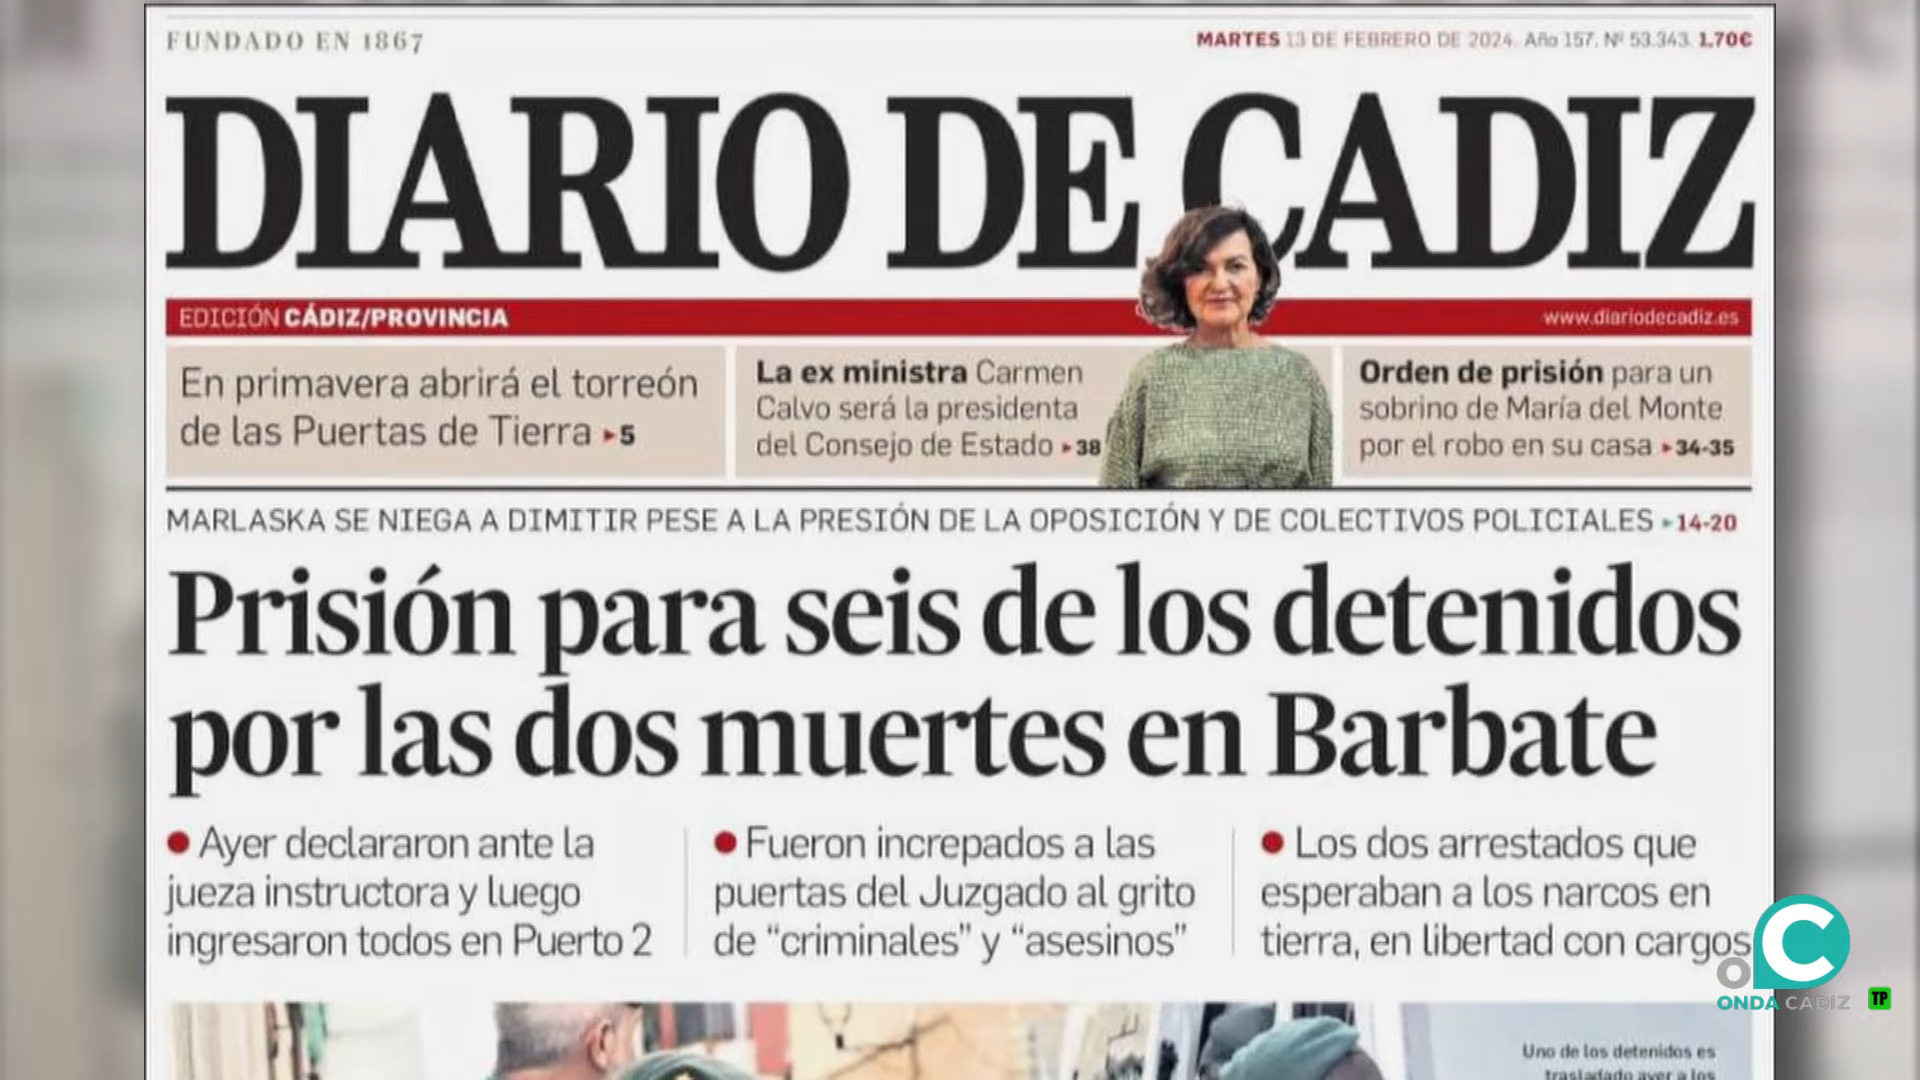 FUNDADO EN 1867
MARTES 13 DE FEBRERO DE 2024. Año 157. Nº 53.343. 1,70€
DIARIO DE CADIZ
EDICIÓN CÁDIZ/PROVINCIA
www.diariodecadiz.es
En primavera abrirá el torreón
de las Puertas de Tierra ▸5
La ex ministra Carmen
Calvo será la presidenta
del Consejo de Estado ▸38
Orden de prisión para un
sobrino de María del Monte
por el robo en su casa ▸34-35
MARLASKA SE NIEGA A DIMITIR PESE A LA PRESIÓN DE LA OPOSICIÓN Y DE COLECTIVOS POLICIALES ▸14-20
Prisión para seis de los detenidos
por las dos muertes en Barbate
● Ayer declararon ante la
jueza instructora y luego
ingresaron todos en Puerto 2
● Fueron increpados a las
puertas del Juzgado al grito
de “criminales” y “asesinos”
● Los dos arrestados que
esperaban a los narcos en
tierra, en libertad con cargos
Uno de los detenidos es
trasladado ayer a los
ONDA CÁDIZ
TP